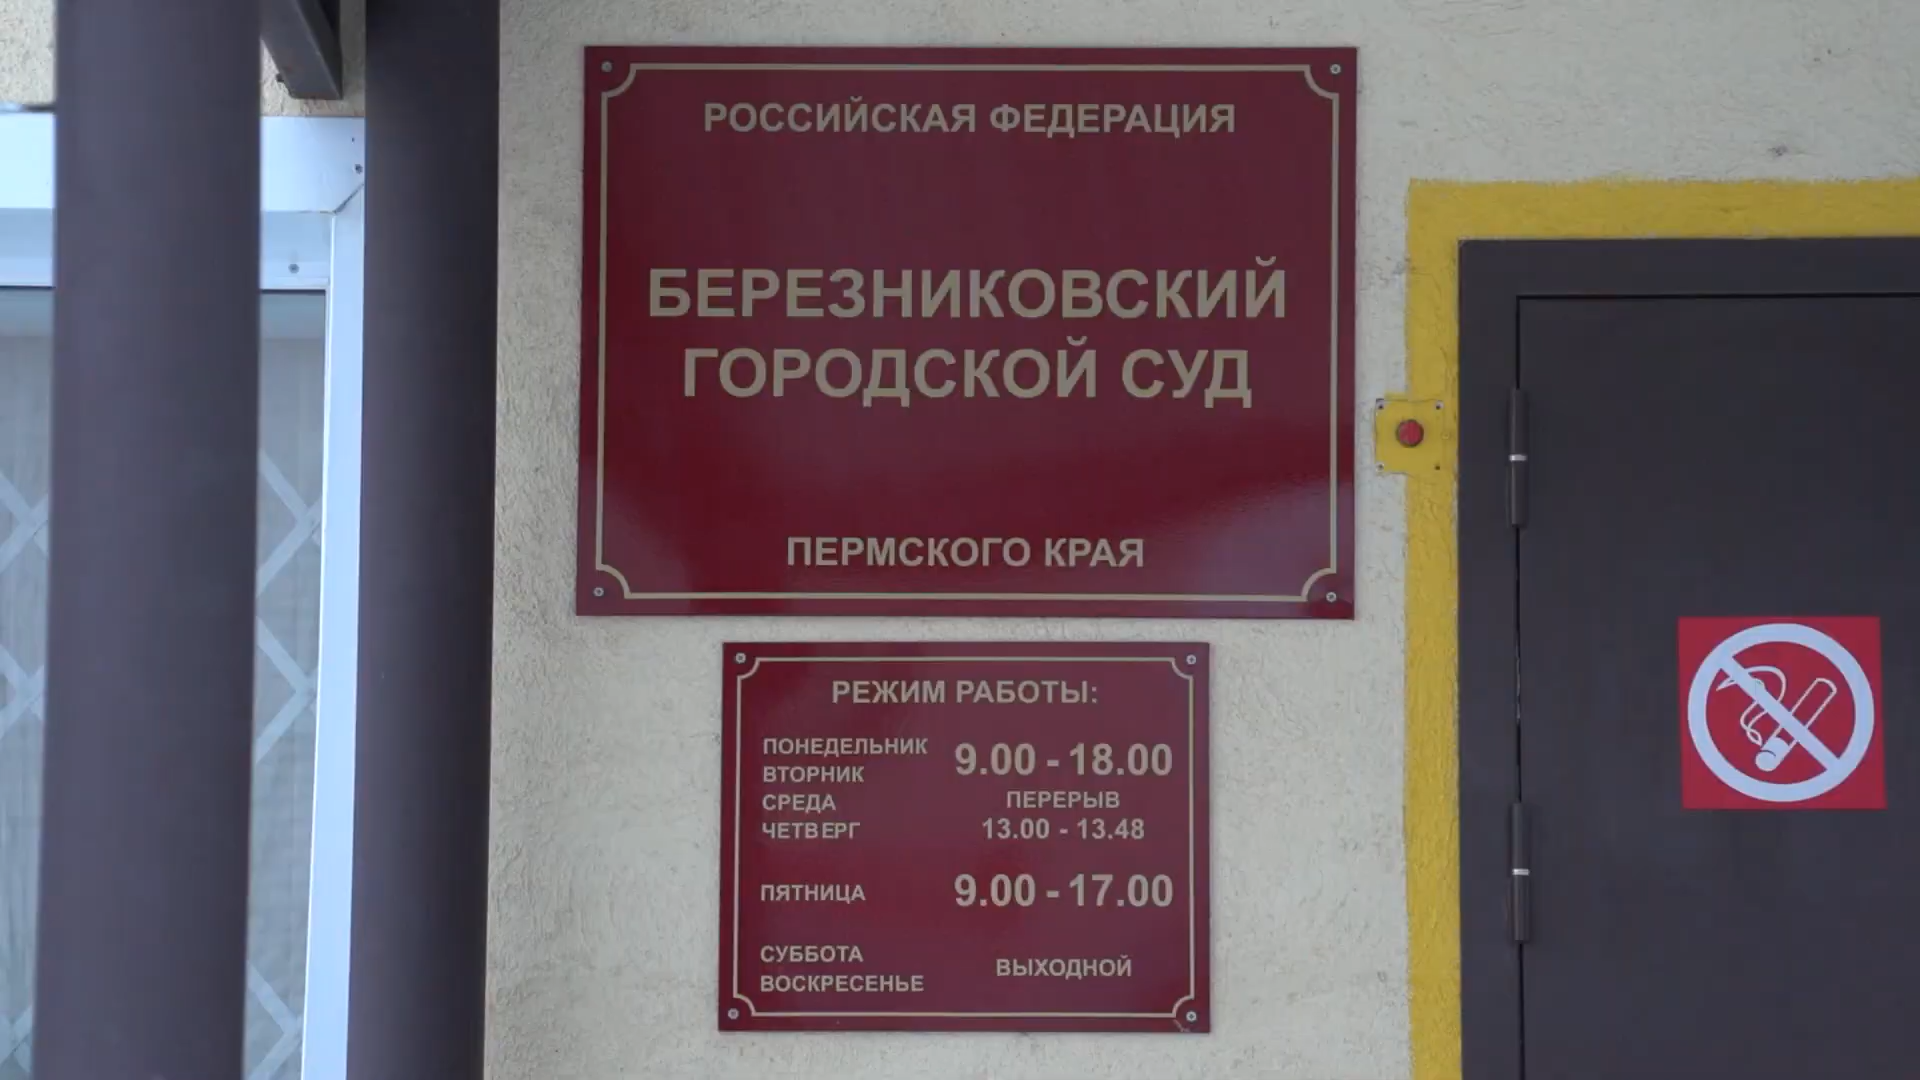 РОССИЙСКАЯ ФЕДЕРАЦИЯ
БЕРЕЗНИКОВСКИЙ
ГОРОДСКОЙ СУД
ПЕРМСКОГО КРАЯ
РЕЖИМ РАБОТЫ:
ПОНЕДЕЛЬНИК
ВТОРНИК
СРЕДА
ЧЕТВЕРГ
9.00 - 18.00
ПЕРЕРЫВ
13.00 - 13.48
ПЯТНИЦА 9.00 - 17.00
СУББОТА
ВОСКРЕСЕНЬЕ
ВЫХОДНОЙ